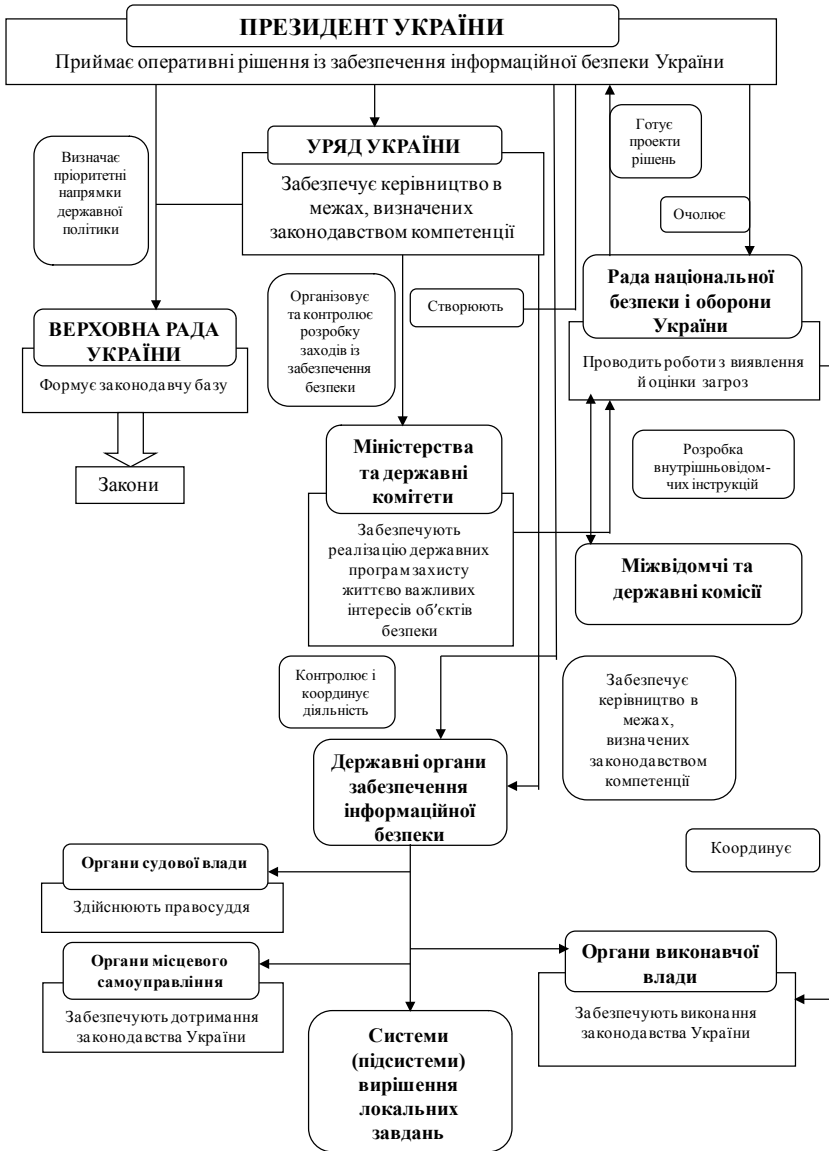 ПРЕЗИДЕНТ УКРАЇНИ
Приймає оперативні рішення із забезпечення інформаційної безпеки України
Визначає
пріоритетні
напрямки
державної
політики
УРЯД УКРАЇНИ
Забезпечує керівництво в
межах, визначених
законодавством компетенції
Готує
проекти
рішень
Очолює
Рада національної
безпеки і оборони
України
Проводить роботи з виявлення
й оцінки загроз
Організовує
та контролює
розробку
заходів із
забезпечення
безпеки
Створюють
ВЕРХОВНА РАДА
УКРАЇНИ
Формує законодавчу базу
Закони
Міністерства
та державні
комітети
Забезпечують
реалізацію державних
програм захисту
життєво важливих
інтересів об’єктів
безпеки
Розробка
внутрішньовідом-
чих інструкцій
Міжвідомчі та
державні комісії
Контролює і
координує
діяльність
Забезпечує
керівництво в
межах,
визначених
законодавством
компетенції
Державні органи
забезпечення
інформаційної
безпеки
Координує
Органи судової влади
Здійснюють правосуддя
Органи місцевого
самоуправління
Забезпечують дотримання
законодавства України
Органи виконавчої
влади
Забезпечують виконання
законодавства України
Системи
(підсистеми)
вирішення
локальних
завдань